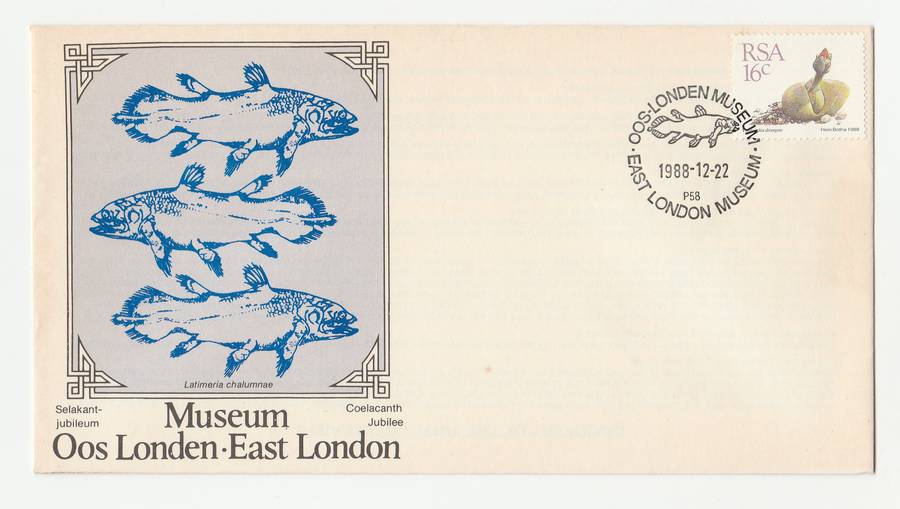 RSA
16c
Hein Botha 1988
OOS-LONDEN MUSEUM
EAST LONDON MUSEUM
1988-12-22
P58
Latimeria chalumnae
Selakant-
jubileum
Coelacanth
Jubilee
Museum
Oos Londen·East London